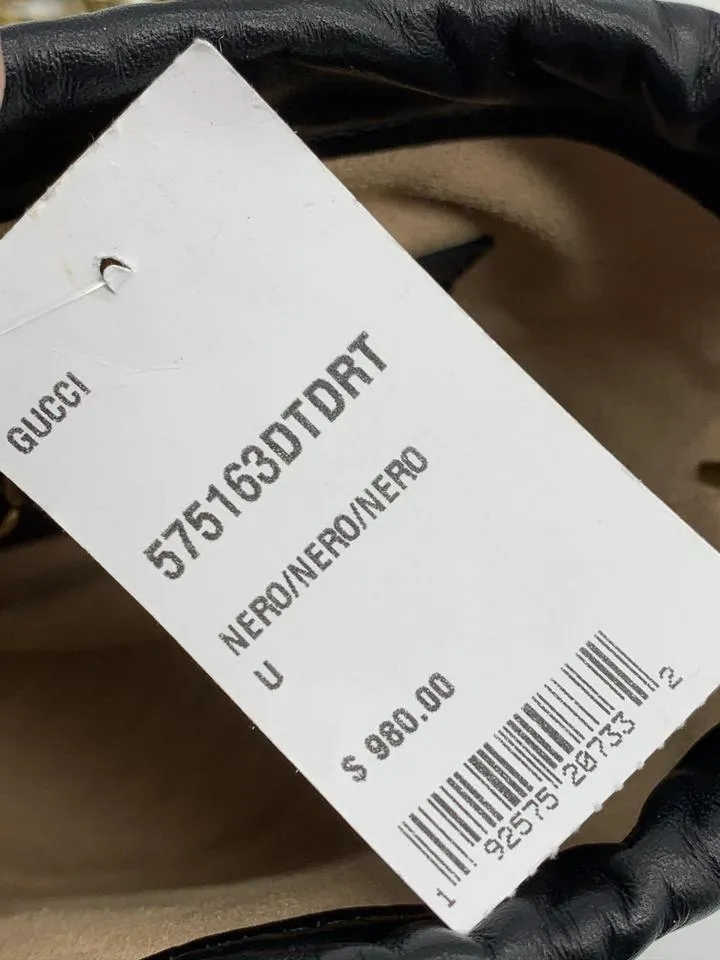 GUCCI
575163DTDRT
NERO/NERO/NERO
U
$ 980.00
1 92575 20733 2